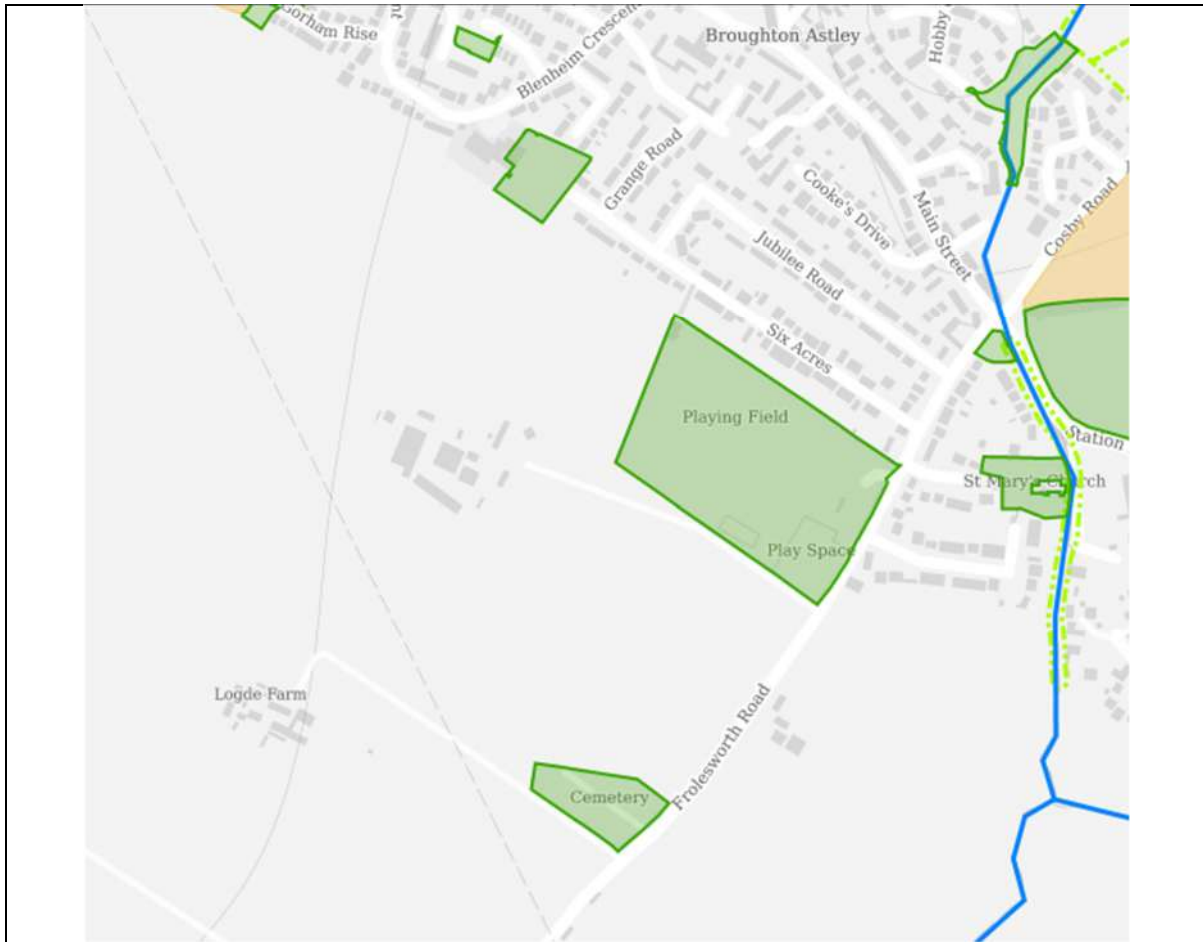 Gorham Rise
Blenheim Crescen
Broughton Astley
Hobby
Grange Road
Cooke's Drive
Main Street
Cosby Road
Jubilee Road
Six Acres
Playing Field
Station
St Mary's Church
Play Space
Logde Farm
Frolesworth Road
Cemetery